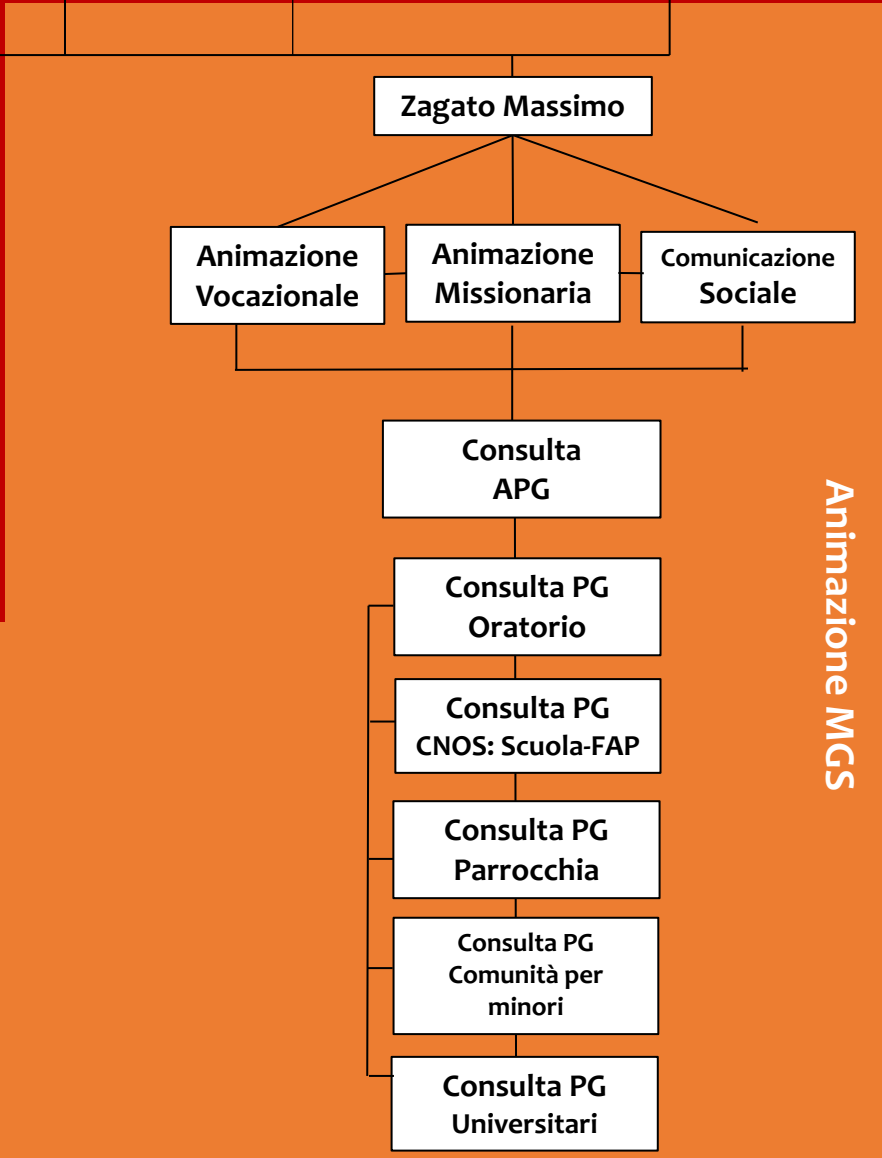 Zagato Massimo
Animazione
Vocazionale
Animazione
Missionaria
Comunicazione
Sociale
Consulta
APG
Consulta PG
Oratorio
Consulta PG
CNOS: Scuola-FAP
Consulta PG
Parrocchia
Consulta PG
Comunità per
minori
Consulta PG
Universitari
Animazione MGS